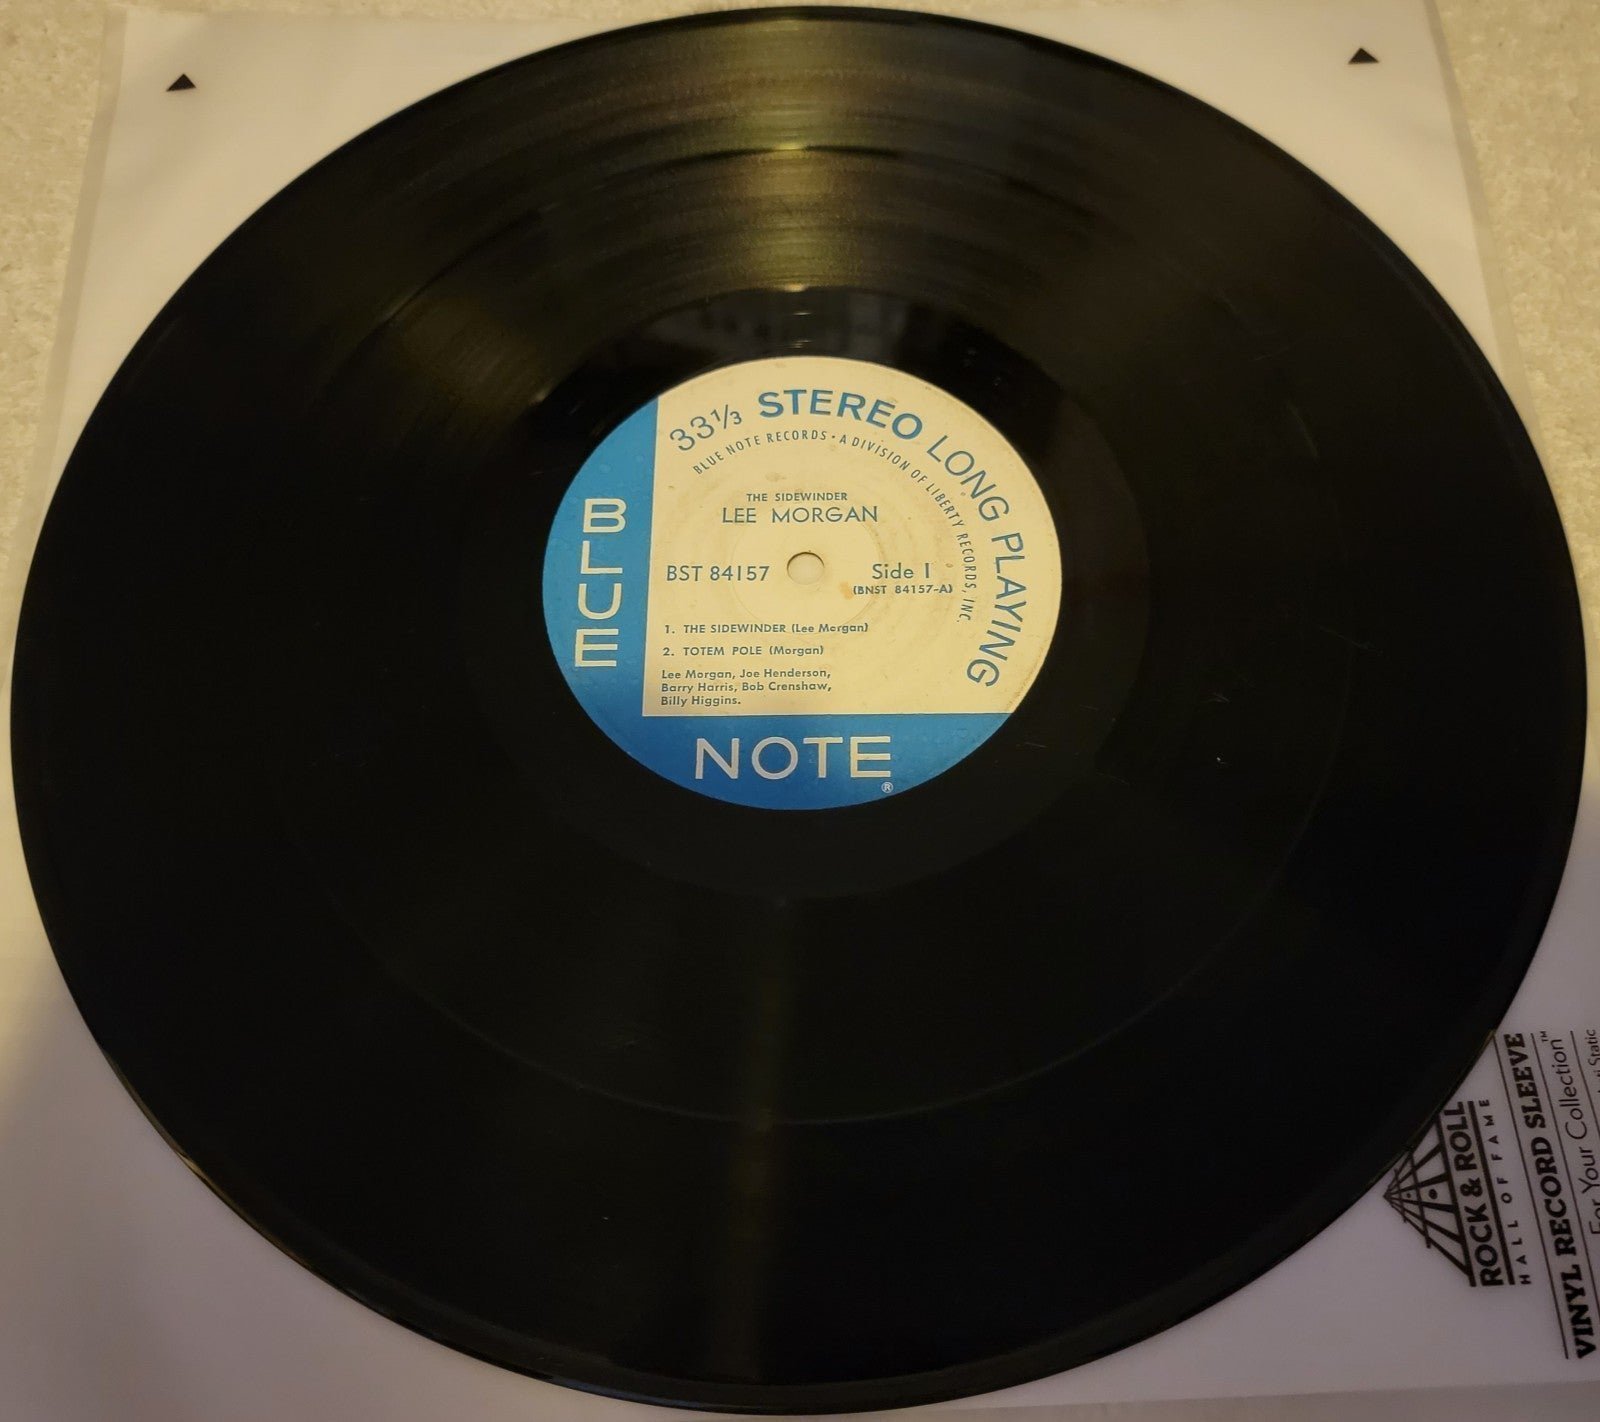 33⅓ STEREO LONG PLAYING
BLUE NOTE RECORDS • A DIVISION OF LIBERTY RECORDS, INC.
THE SIDEWINDER
LEE MORGAN
BST 84157
Side 1
(BNST 84157-A)
1. THE SIDEWINDER (Lee Morgan)
2. TOTEM POLE (Morgan)
Lee Morgan, Joe Henderson,
Barry Harris, Bob Crenshaw,
Billy Higgins.
BLUE
NOTE
®
ROCK & ROLL
HALL OF FAME
VINYL RECORD SLEEVE™
For Your Collection
Static